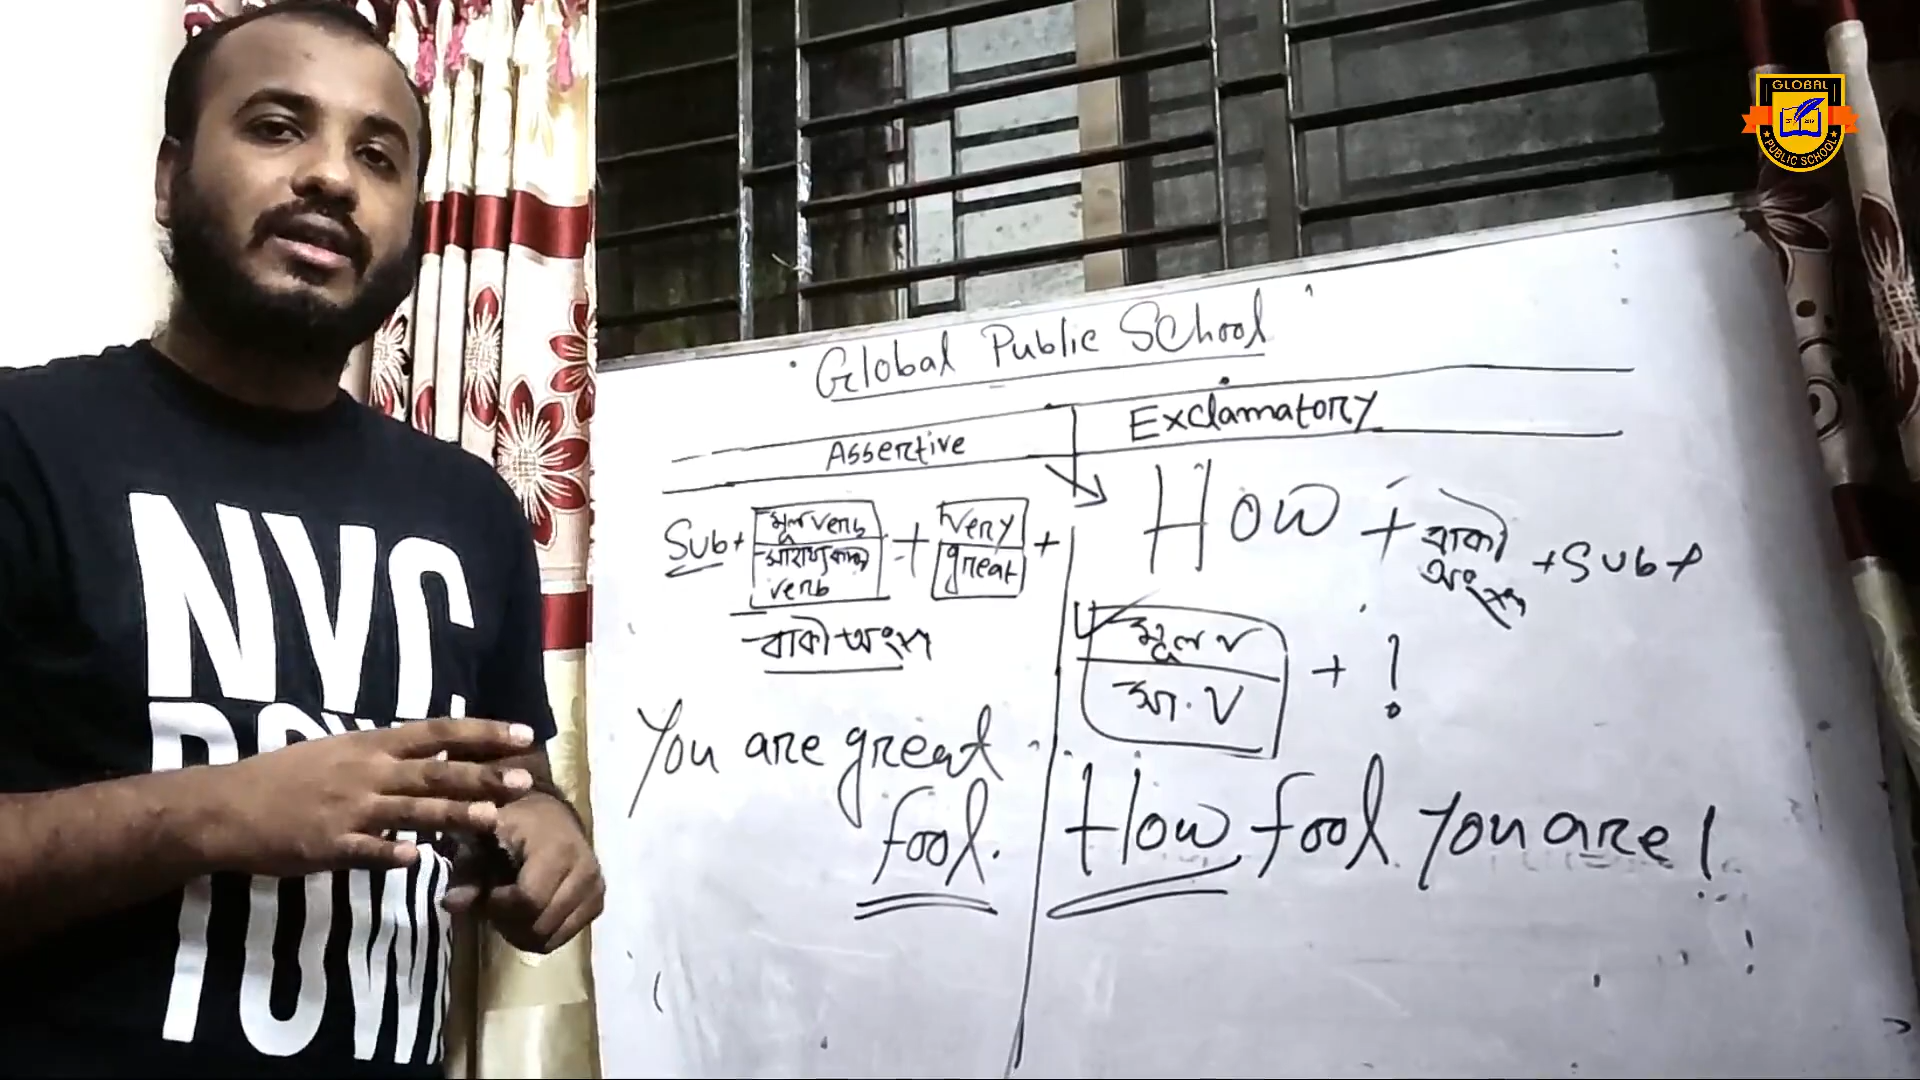 GLOBAL
PUBLIC SCHOOL
NYC
TOWN
Global Public School
Assertive
Exclamatory
Sub + মূল verb + very +
সাহায্যকারী great
verb
বাকী অংশ
How + বাকী অংশ + Sub +
মূল v + !
সা. V
You are great
fool.
How fool you are!